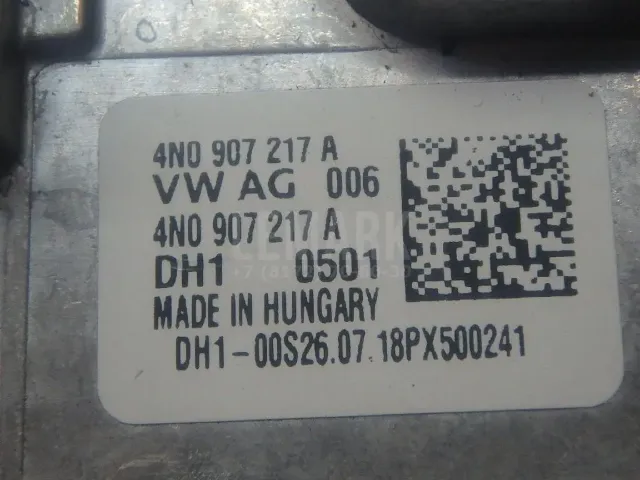 4N0 907 217 A
VW AG 006
4N0 907 217 A
DH1 0501
MADE IN HUNGARY
DH1-00S26.07.18PX500241